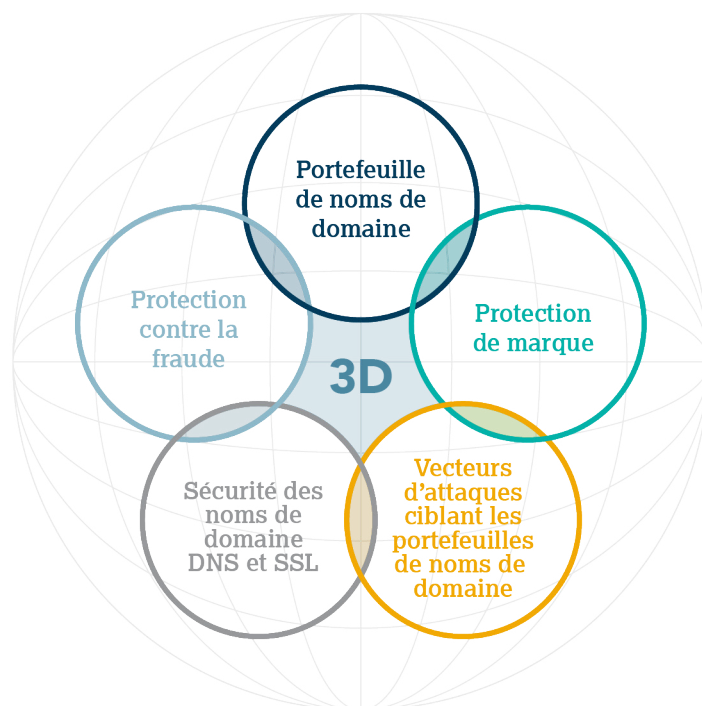 Portefeuille
de noms de
domaine
Protection
contre la
fraude
Protection
de marque
3D
Sécurité des
noms de
domaine
DNS et SSL
Vecteurs
d'attaques
ciblant les
portefeuilles
de noms de
domaine